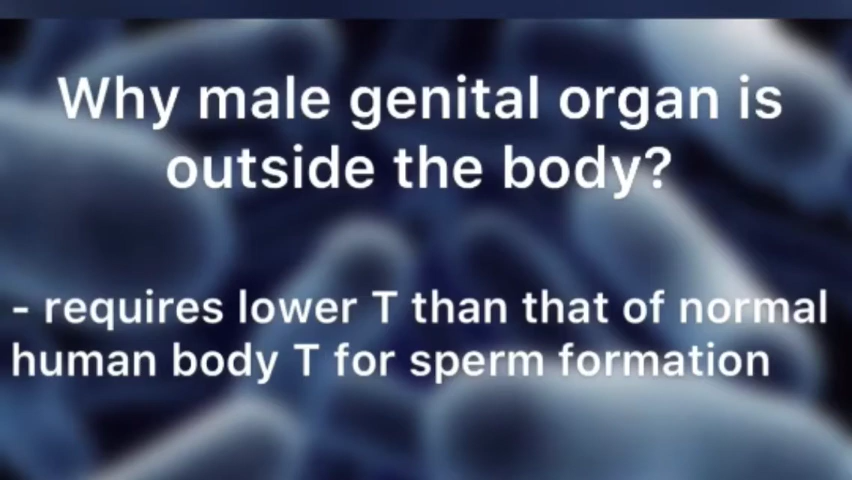 Why male genital organ is
outside the body?
- requires lower T than that of normal
human body T for sperm formation